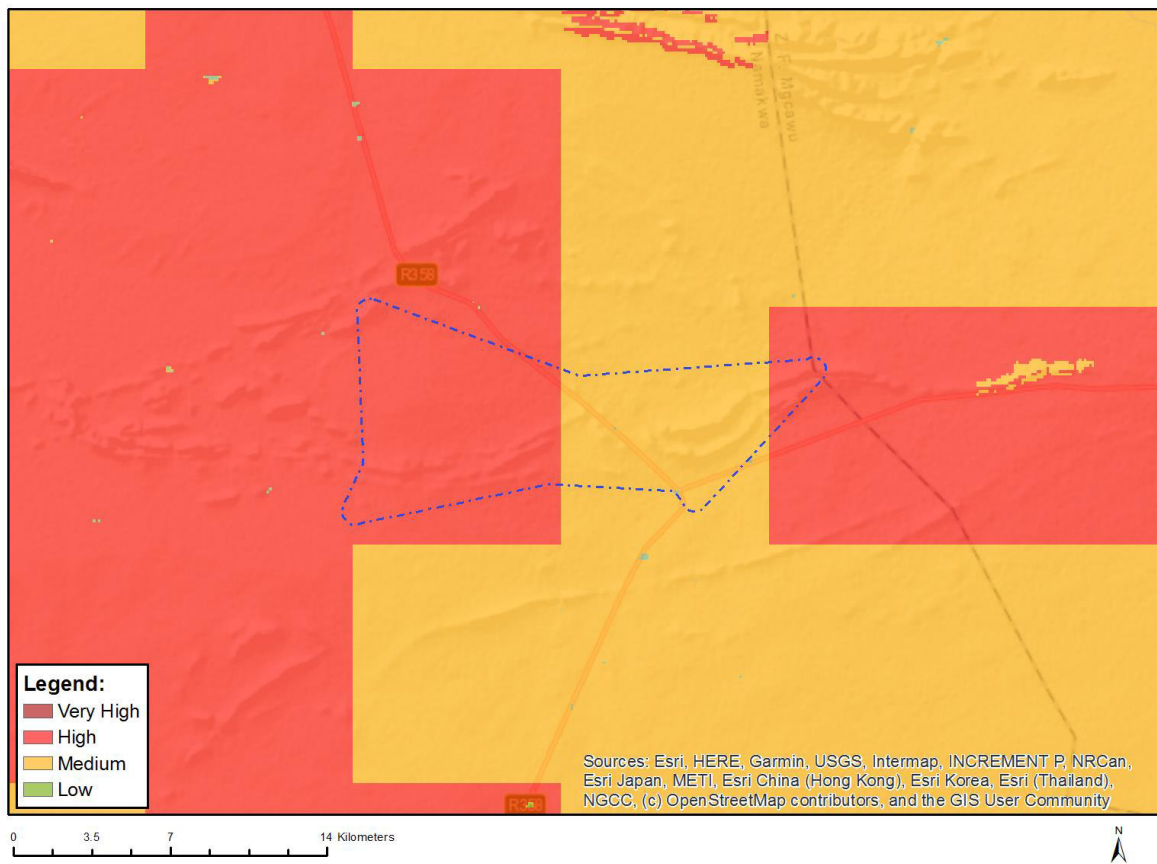 Z F Mgcawu
Namakwa
R358
Legend:
Very High
High
Medium
Low
Sources: Esri, HERE, Garmin, USGS, Intermap, INCREMENT P, NRCan,
Esri Japan, METI, Esri China (Hong Kong), Esri Korea, Esri (Thailand),
NGCC, (c) OpenStreetMap contributors, and the GIS User Community
R358
0 3.5 7 14 Kilometers
N